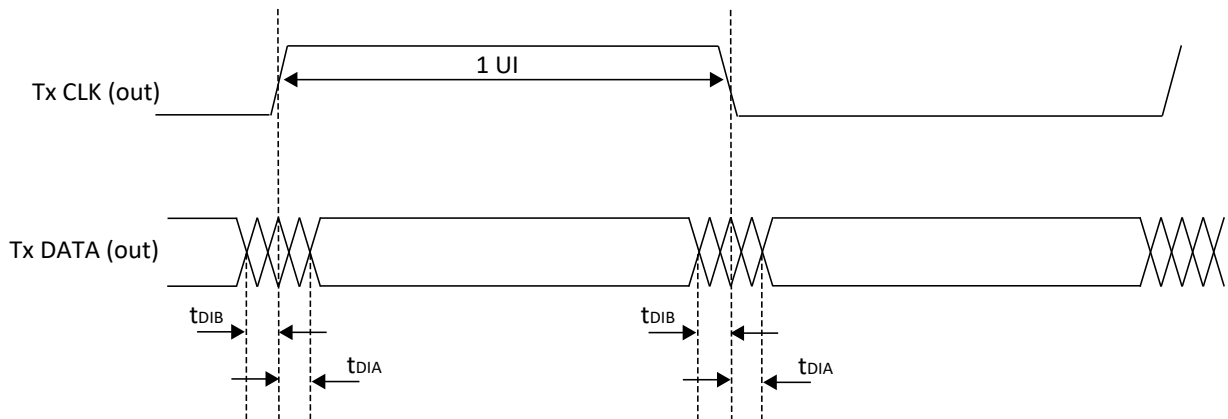 1 UI
Tx CLK (out)
Tx DATA (out)
tDIB
tDIB
tDIA
tDIA